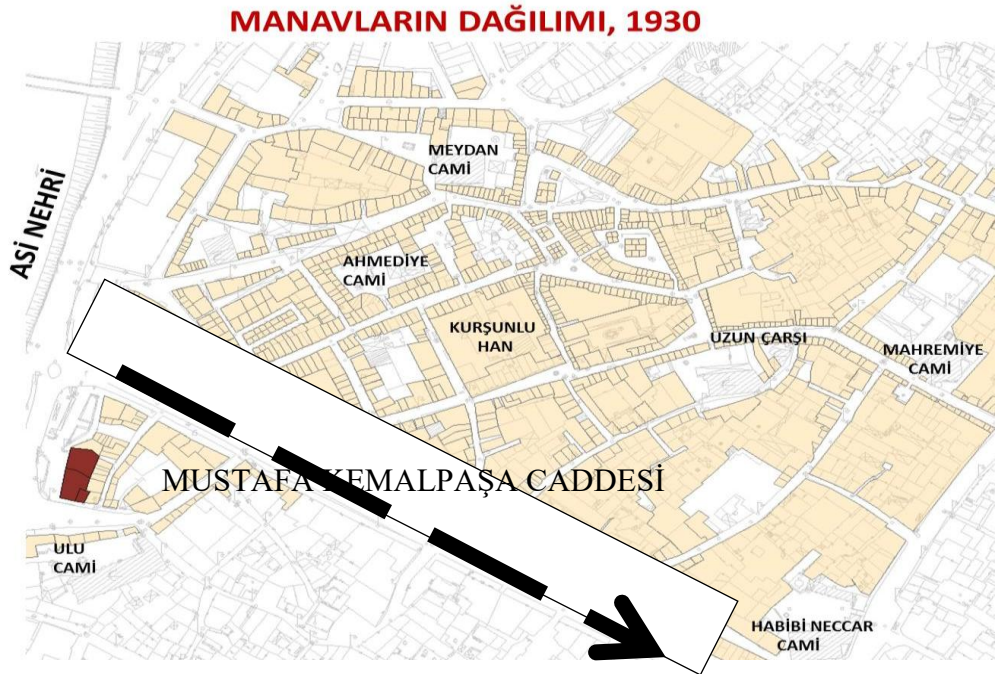 MANAVLARIN DAĞILIMI, 1930
ASİ NEHRİ
MEYDAN
CAMİ
AHMEDİYE
CAMİ
KURŞUNLU
HAN
UZUN ÇARŞI
MAHREMİYE
CAMİ
MUSTAFA KEMALPAŞA CADDESİ
ULU
CAMİ
HABİBİ NECCAR
CAMİ